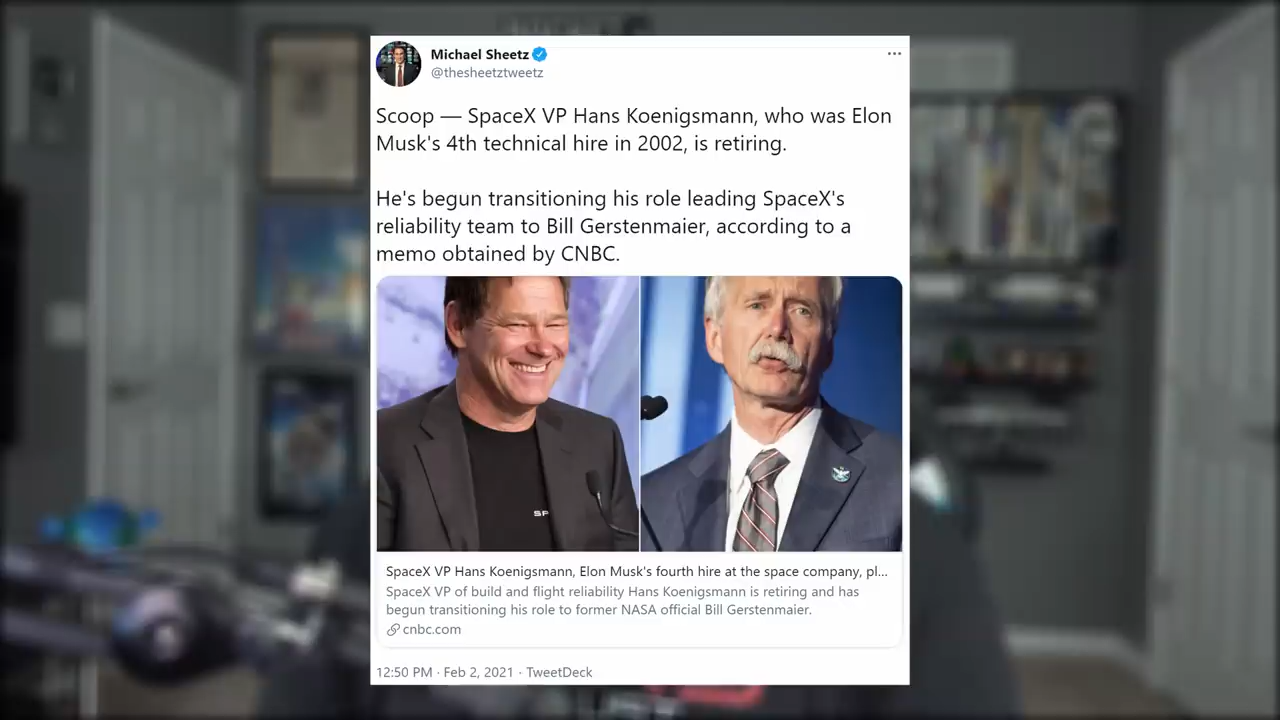 Michael Sheetz
@thesheetztweetz
Scoop — SpaceX VP Hans Koenigsmann, who was Elon
Musk's 4th technical hire in 2002, is retiring.
He's begun transitioning his role leading SpaceX's
reliability team to Bill Gerstenmaier, according to a
memo obtained by CNBC.
SP
SpaceX VP Hans Koenigsmann, Elon Musk's fourth hire at the space company, pl...
SpaceX VP of build and flight reliability Hans Koenigsmann is retiring and has
begun transitioning his role to former NASA official Bill Gerstenmaier.
cnbc.com
12:50 PM · Feb 2, 2021 · TweetDeck